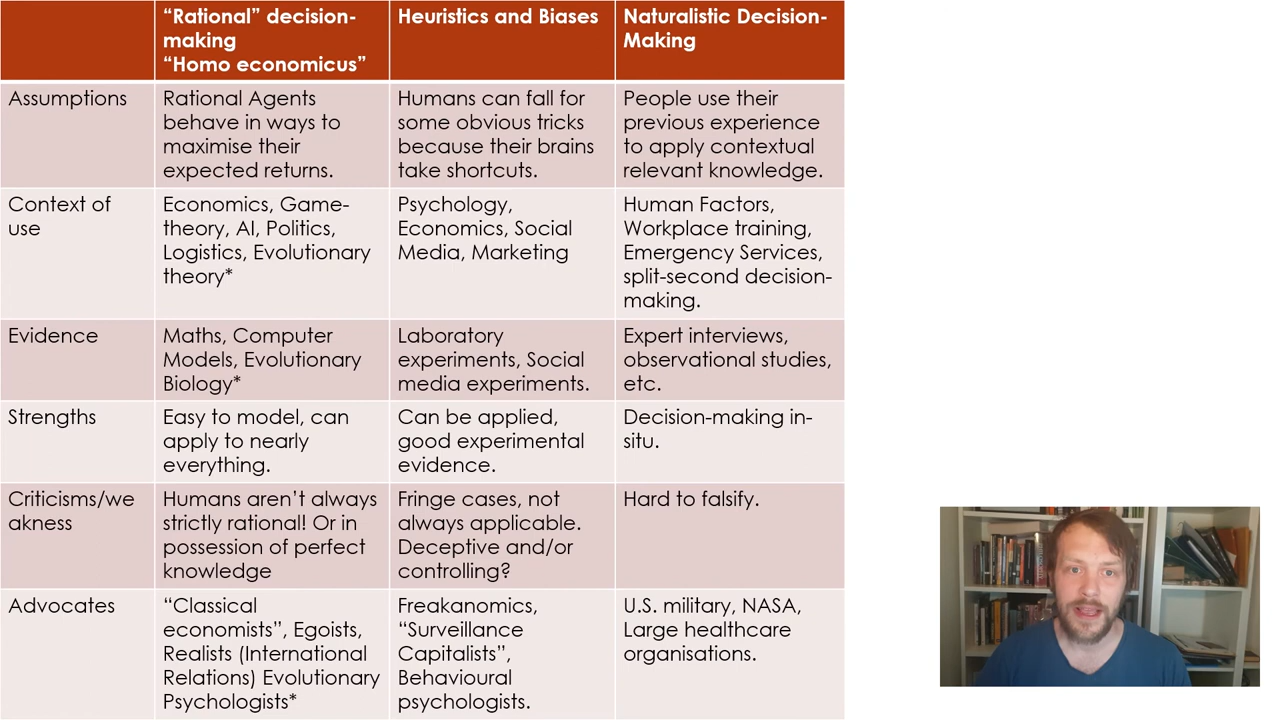 “Rational” decision-
making
“Homo economicus”
Heuristics and Biases
Naturalistic Decision-
Making
Assumptions
Rational Agents
behave in ways to
maximise their
expected returns.
Humans can fall for
some obvious tricks
because their brains
take shortcuts.
People use their
previous experience
to apply contextual
relevant knowledge.
Context of
use
Economics, Game-
theory, AI, Politics,
Logistics, Evolutionary
theory*
Psychology,
Economics, Social
Media, Marketing
Human Factors,
Workplace training,
Emergency Services,
split-second decision-
making.
Evidence
Maths, Computer
Models, Evolutionary
Biology*
Laboratory
experiments, Social
media experiments.
Expert interviews,
observational studies,
etc.
Strengths
Easy to model, can
apply to nearly
everything.
Can be applied,
good experimental
evidence.
Decision-making in-
situ.
Criticisms/we
akness
Humans aren’t always
strictly rational! Or in
possession of perfect
knowledge
Fringe cases, not
always applicable.
Deceptive and/or
controlling?
Hard to falsify.
Advocates
“Classical
economists”, Egoists,
Realists (International
Relations) Evolutionary
Psychologists*
Freakanomics,
“Surveillance
Capitalists”,
Behavioural
psychologists.
U.S. military, NASA,
Large healthcare
organisations.